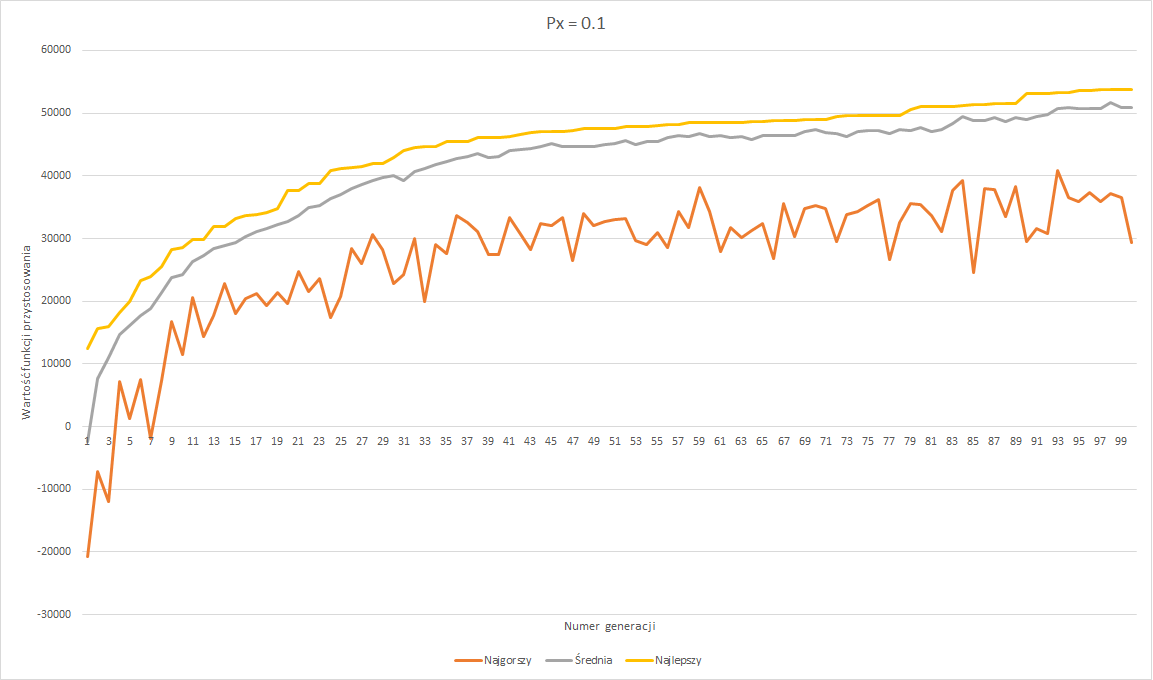 Px = 0.1
60000
50000
40000
30000
20000
10000
0
-10000
-20000
-30000
Wartość funkcji przystosowania
1 3 5 7 9 11 13 15 17 19 21 23 25 27 29 31 33 35 37 39 41 43 45 47 49 51 53 55 57 59 61 63 65 67 69 71 73 75 77 79 81 83 85 87 89 91 93 95 97 99
Numer generacji
Najgorszy Średnia Najlepszy